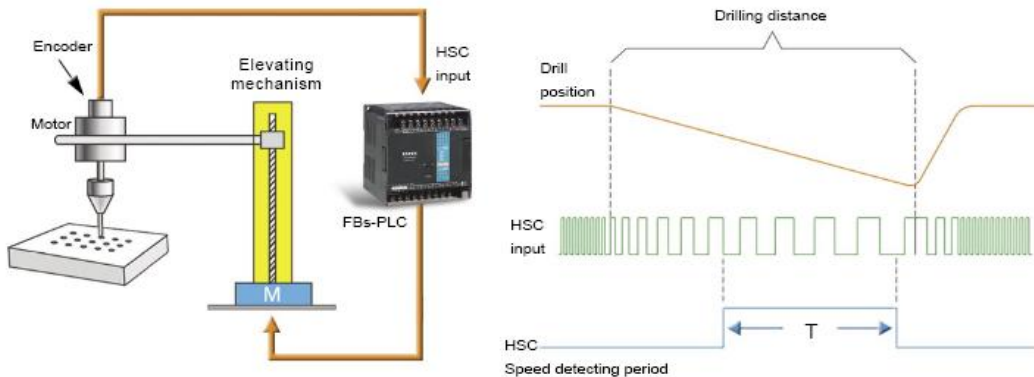 Encoder
Motor
Elevating
mechanism
HSC
input
FBs-PLC
M
Drilling distance
Drill
position
HSC
input
T
HSC
Speed detecting period